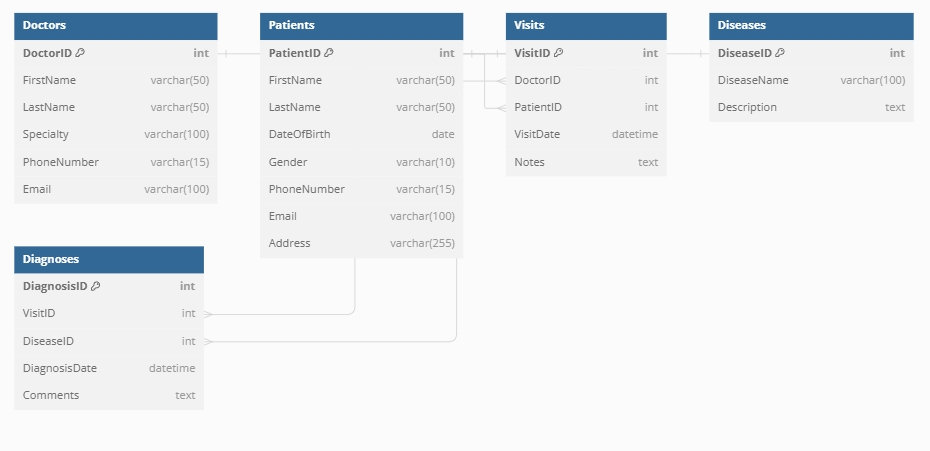 Doctors
DoctorID int
FirstName varchar(50)
LastName varchar(50)
Specialty varchar(100)
PhoneNumber varchar(15)
Email varchar(100)
Patients
PatientID int
FirstName varchar(50)
LastName varchar(50)
DateOfBirth date
Gender varchar(10)
PhoneNumber varchar(15)
Email varchar(100)
Address varchar(255)
Visits
VisitID int
DoctorID int
PatientID int
VisitDate datetime
Notes text
Diseases
DiseaseID int
DiseaseName varchar(100)
Description text
Diagnoses
DiagnosisID int
VisitID int
DiseaseID int
DiagnosisDate datetime
Comments text